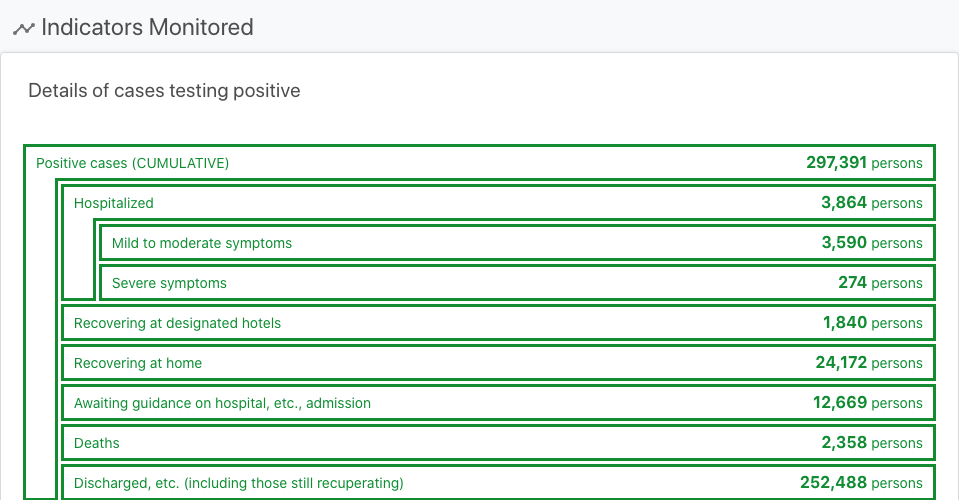 Indicators Monitored
Details of cases testing positive
Positive cases (CUMULATIVE) 297,391 persons
Hospitalized 3,864 persons
Mild to moderate symptoms 3,590 persons
Severe symptoms 274 persons
Recovering at designated hotels 1,840 persons
Recovering at home 24,172 persons
Awaiting guidance on hospital, etc., admission 12,669 persons
Deaths 2,358 persons
Discharged, etc. (including those still recuperating) 252,488 persons